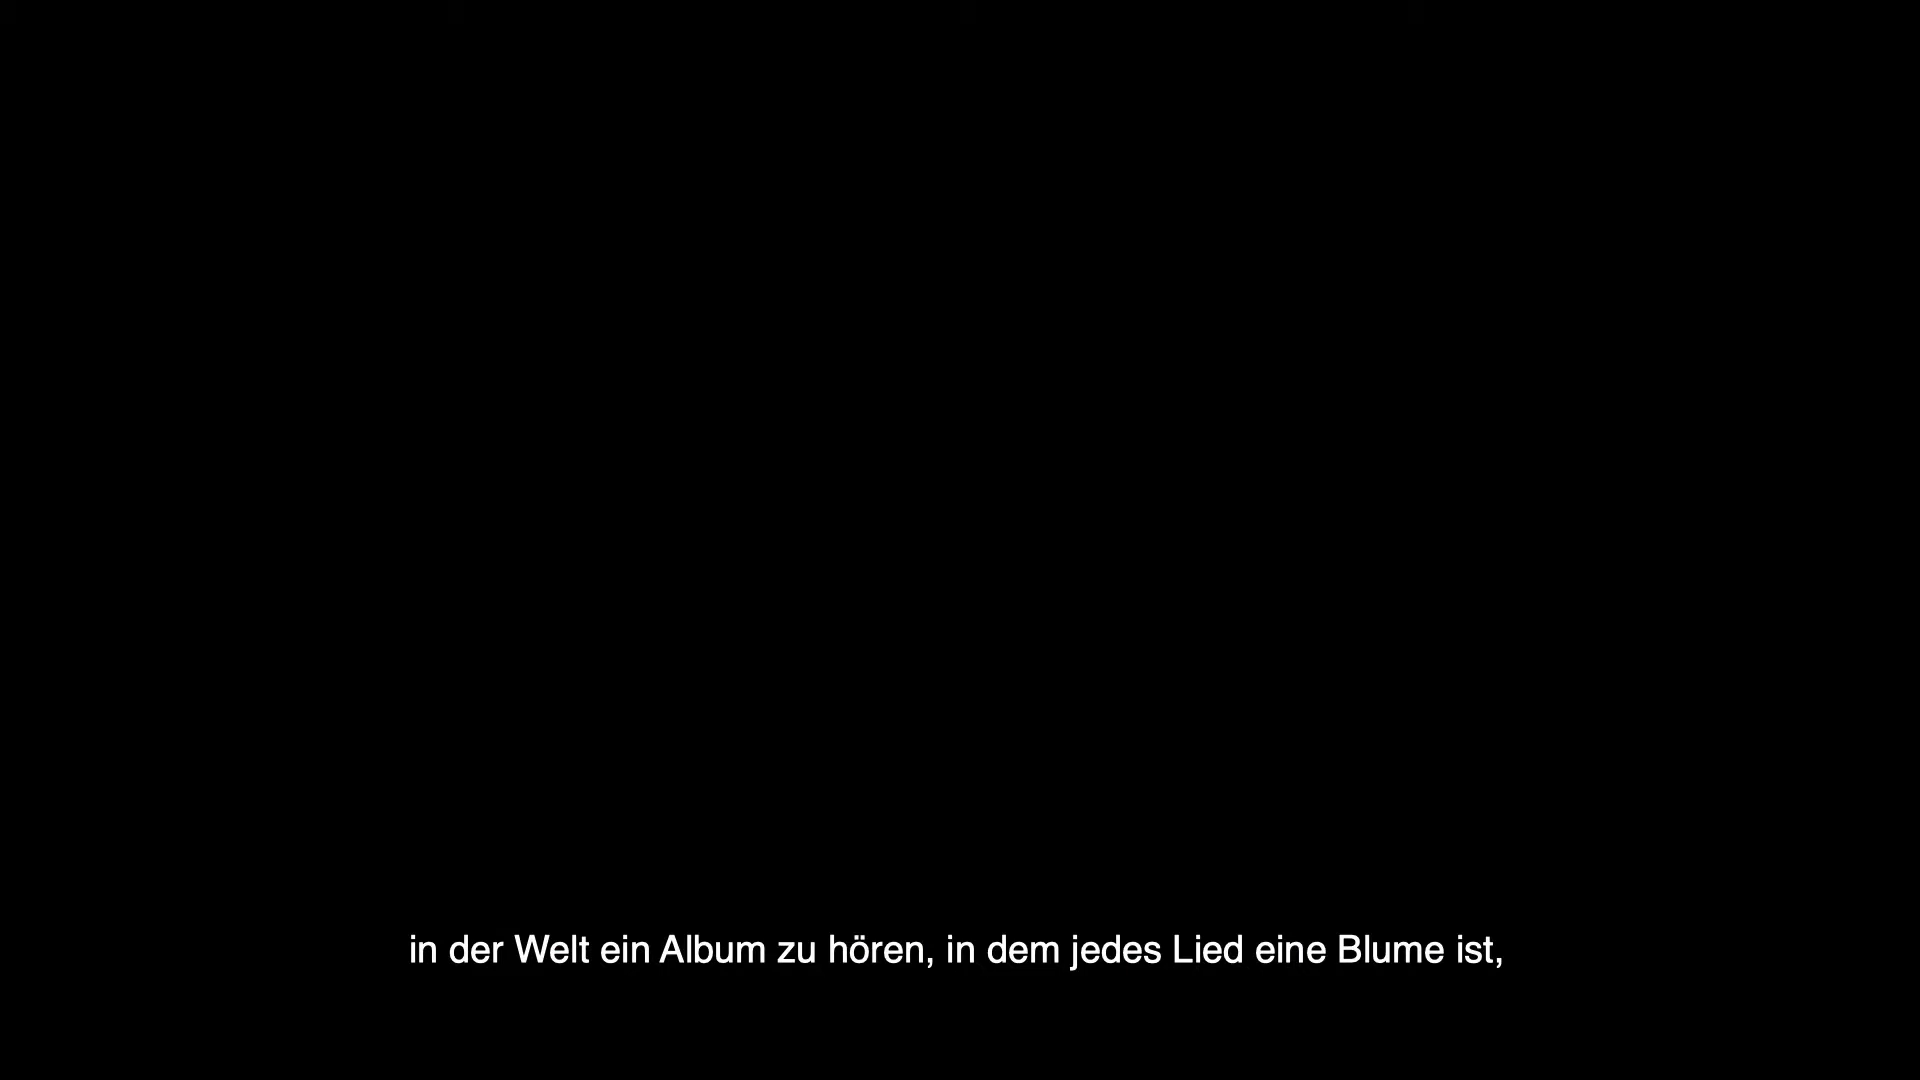 in der Welt ein Album zu hören, in dem jedes Lied eine Blume ist,